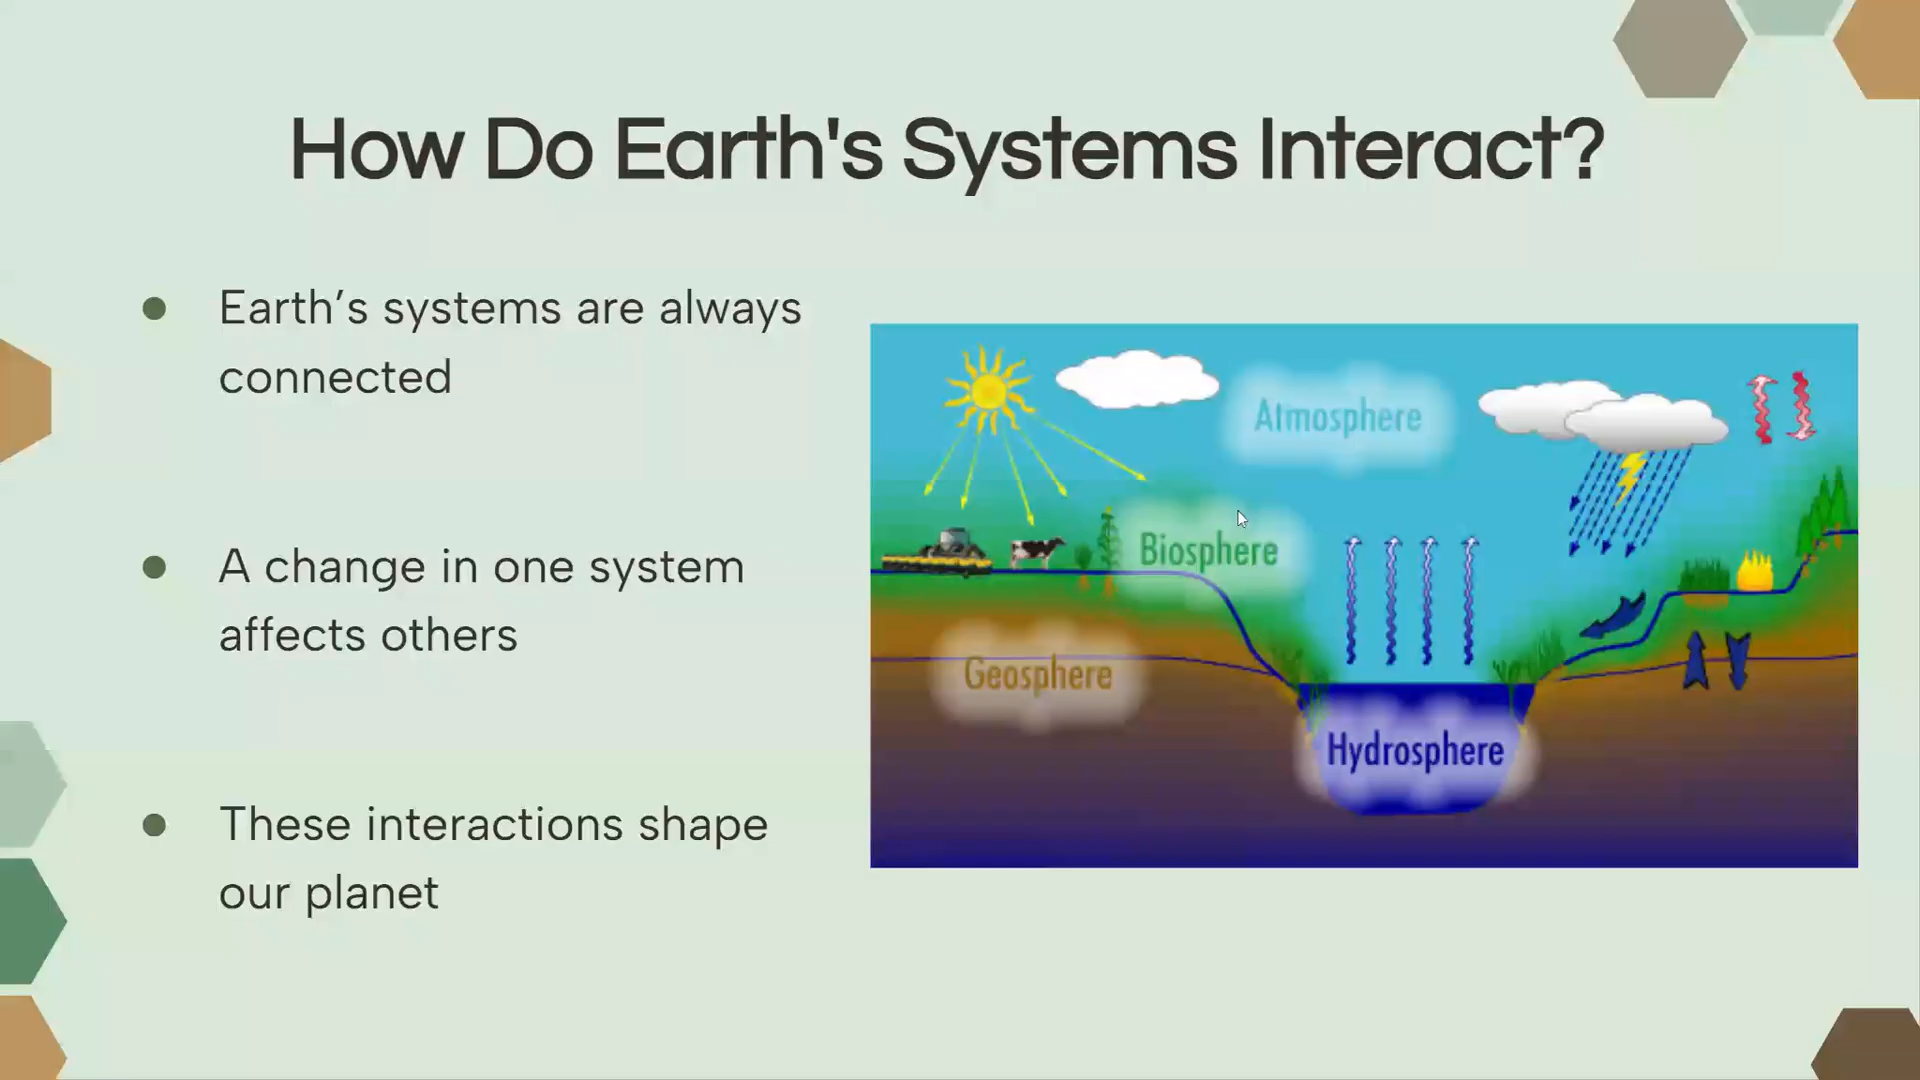 How Do Earth's Systems Interact?
● Earth’s systems are always
connected
● A change in one system
affects others
● These interactions shape
our planet
Atmosphere
Biosphere
Geosphere
Hydrosphere